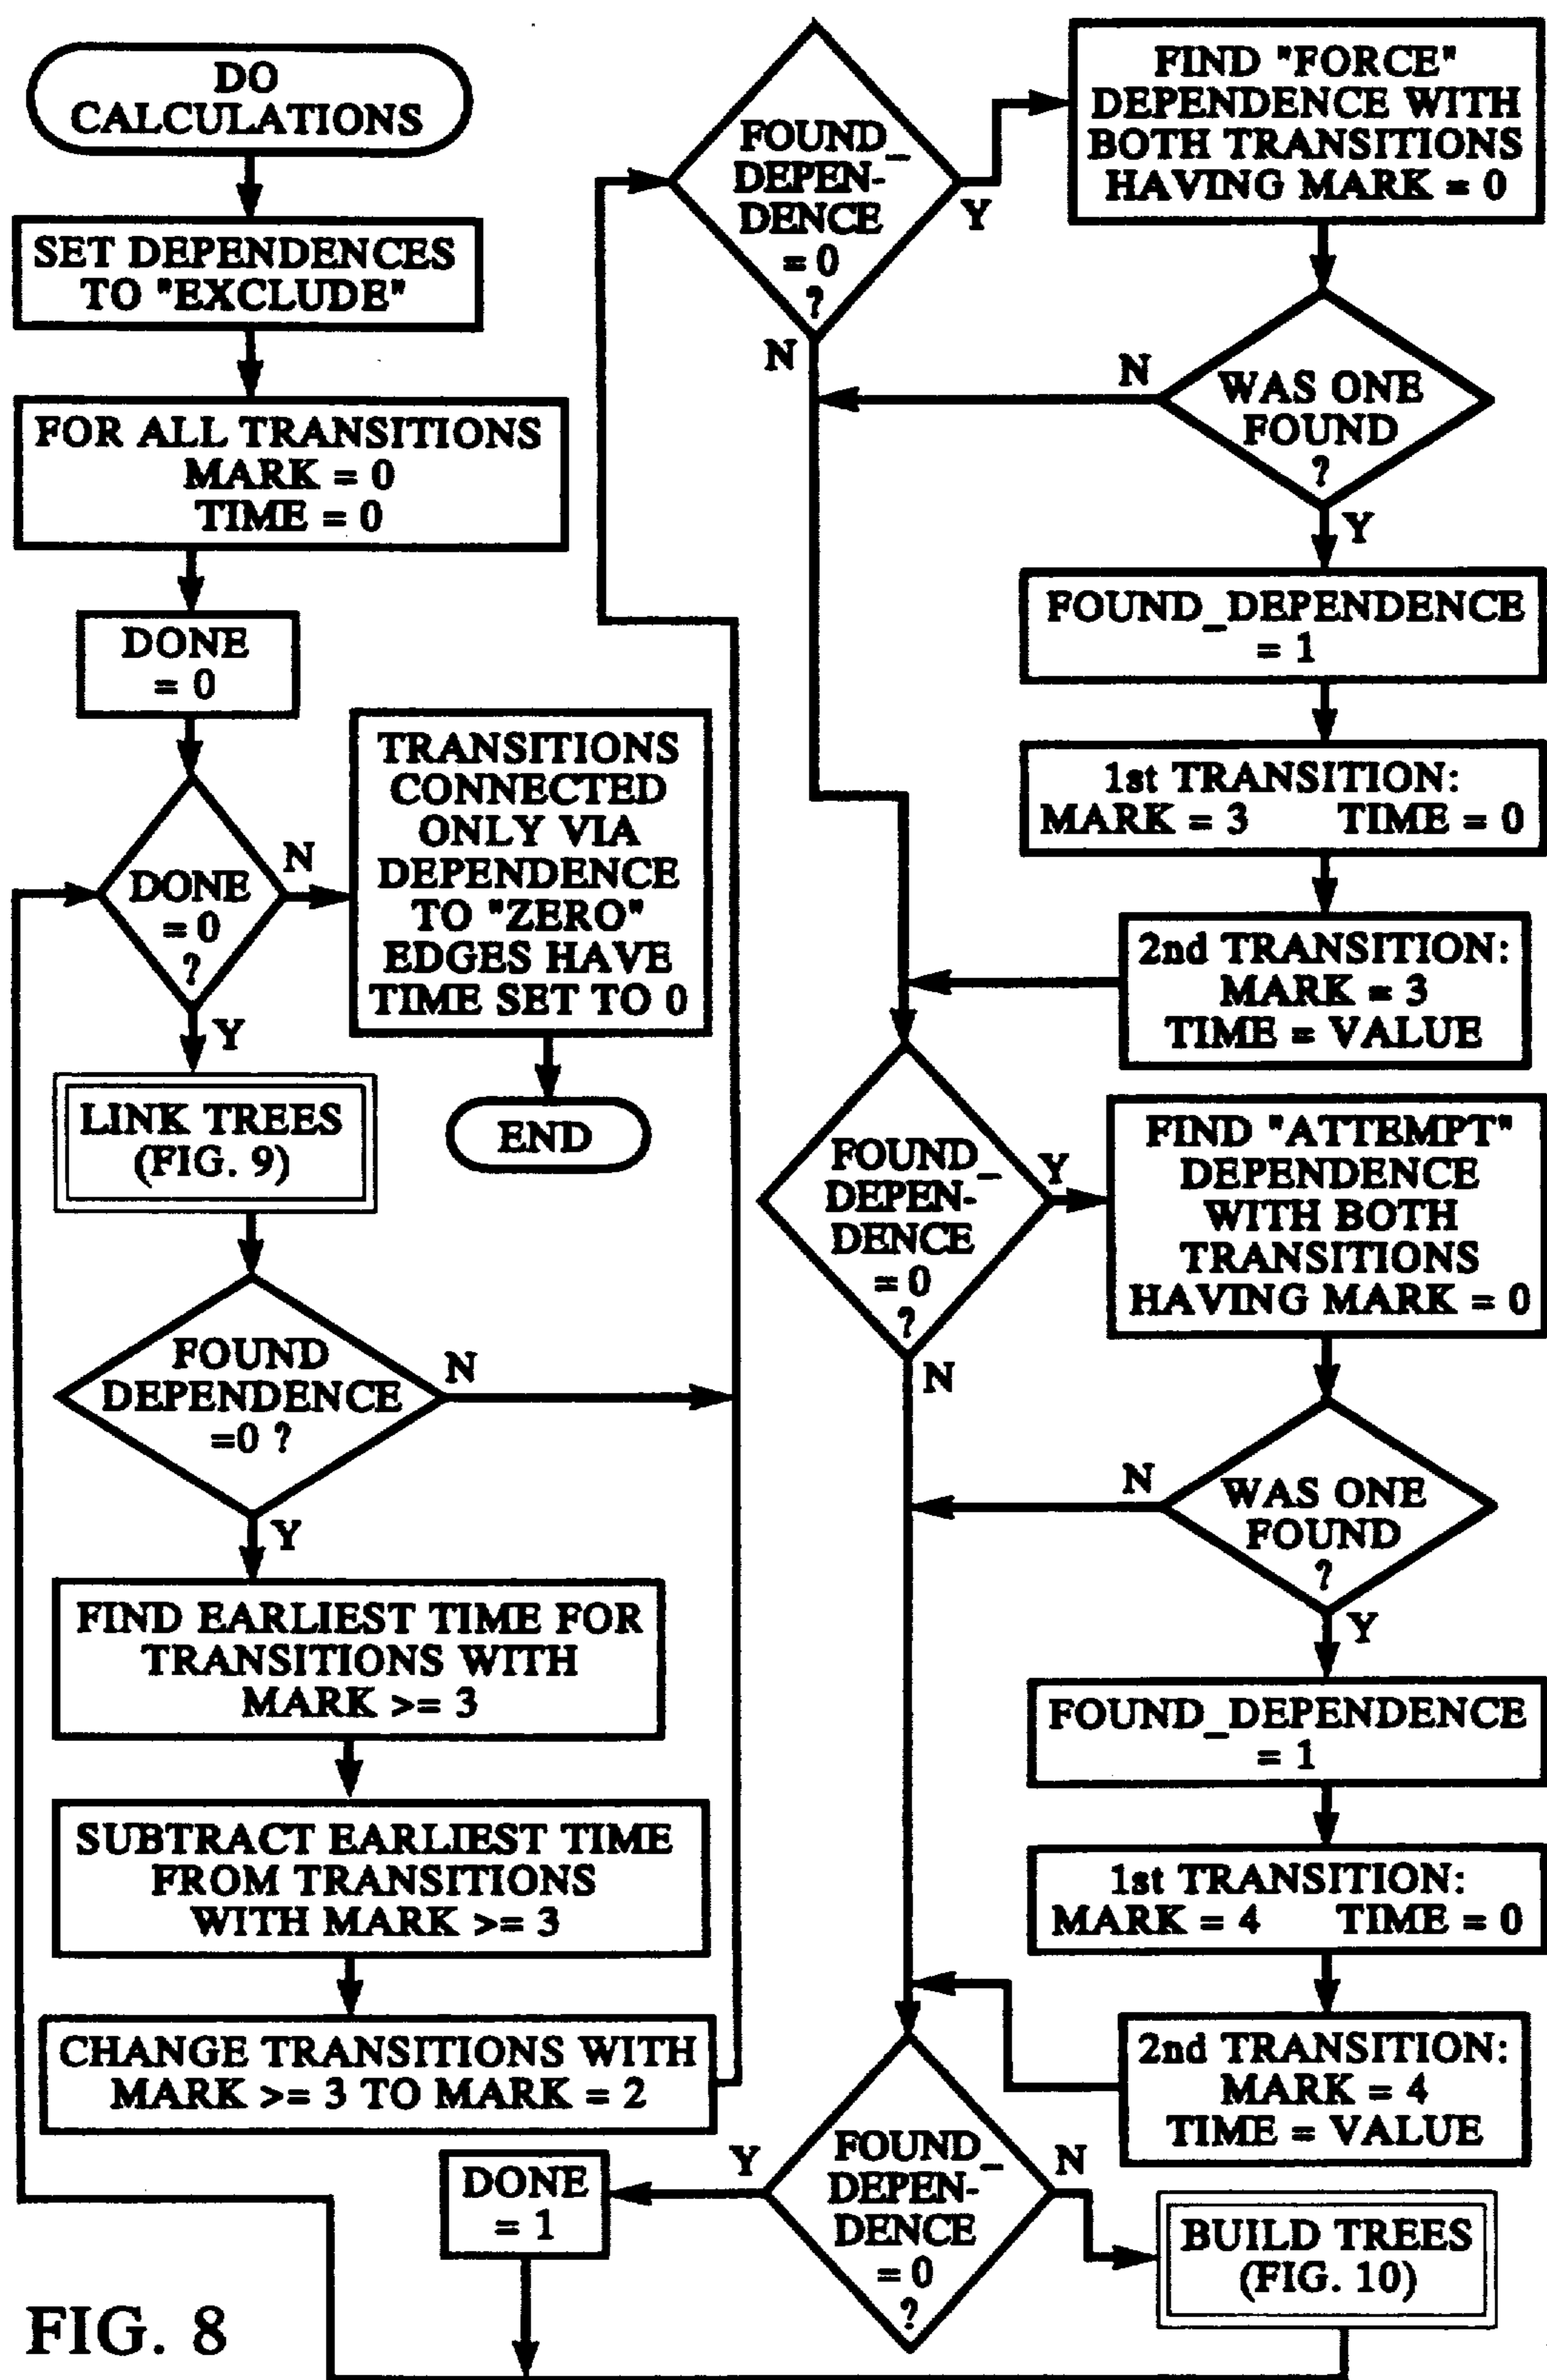 DO
CALCULATIONS
SET DEPENDENCES
TO "EXCLUDE"
FOR ALL TRANSITIONS
MARK = 0
TIME = 0
DONE
= 0
DONE
= 0
?
N
Y
TRANSITIONS
CONNECTED
ONLY VIA
DEPENDENCE
TO "ZERO"
EDGES HAVE
TIME SET TO 0
END
LINK TREES
(FIG. 9)
FOUND
DEPENDENCE
=0 ?
N
Y
FIND EARLIEST TIME FOR
TRANSITIONS WITH
MARK >= 3
SUBTRACT EARLIEST TIME
FROM TRANSITIONS
WITH MARK >= 3
CHANGE TRANSITIONS WITH
MARK >= 3 TO MARK = 2
FOUND_
DEPEN-
DENCE
= 0
?
Y
N
FIND "FORCE"
DEPENDENCE WITH
BOTH TRANSITIONS
HAVING MARK = 0
WAS ONE
FOUND
?
N
Y
FOUND_DEPENDENCE
= 1
1st TRANSITION:
MARK = 3 TIME = 0
2nd TRANSITION:
MARK = 3
TIME = VALUE
FOUND_
DEPEN-
DENCE
= 0
?
Y
N
FIND "ATTEMPT"
DEPENDENCE
WITH BOTH
TRANSITIONS
HAVING MARK = 0
WAS ONE
FOUND
?
N
Y
FOUND_DEPENDENCE
= 1
1st TRANSITION:
MARK = 4 TIME = 0
2nd TRANSITION:
MARK = 4
TIME = VALUE
FOUND_
DEPEN-
DENCE
= 0
?
Y
N
DONE
= 1
BUILD TREES
(FIG. 10)
FIG. 8